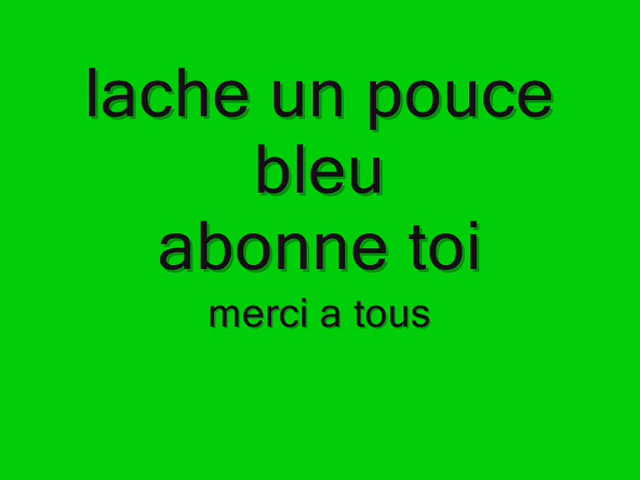 lache un pouce
bleu
abonne toi
merci a tous